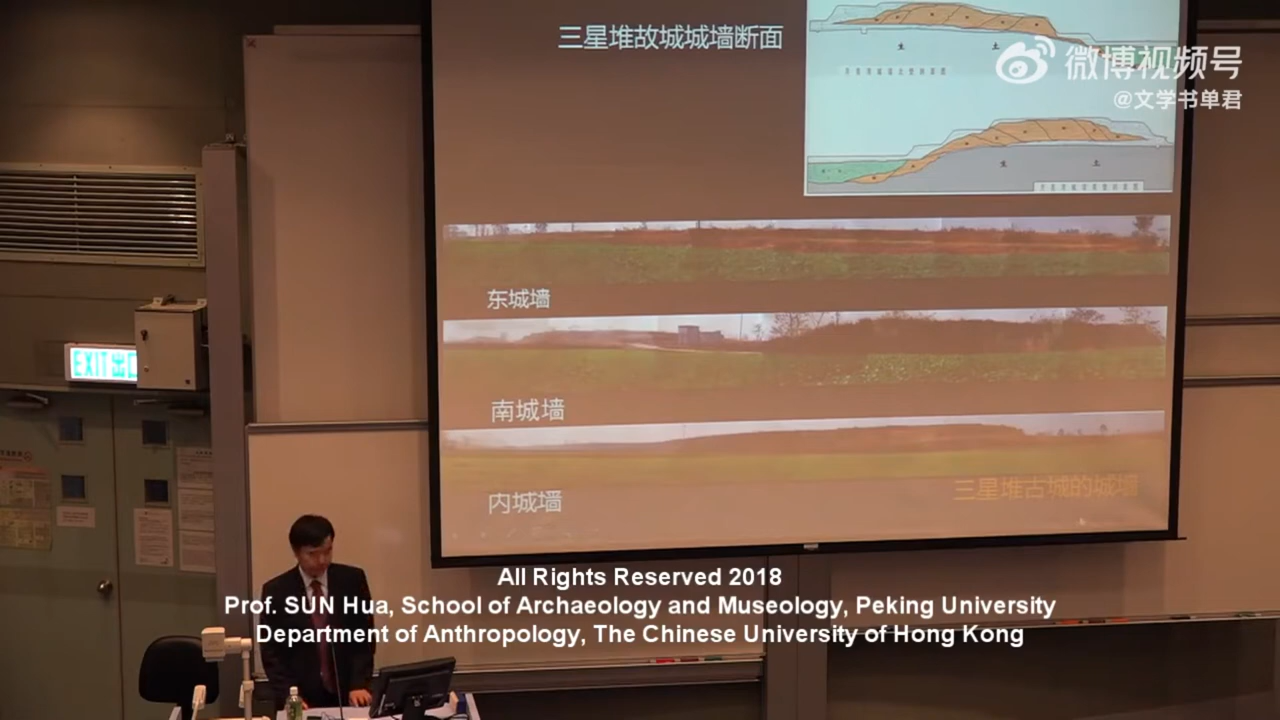 三星堆故城城墙断面
微博视频号
@文学书单君
东城墙
南城墙
内城墙
三星堆古城的城墙
EXIT 出口
All Rights Reserved 2018
Prof. SUN Hua, School of Archaeology and Museology, Peking University
Department of Anthropology, The Chinese University of Hong Kong